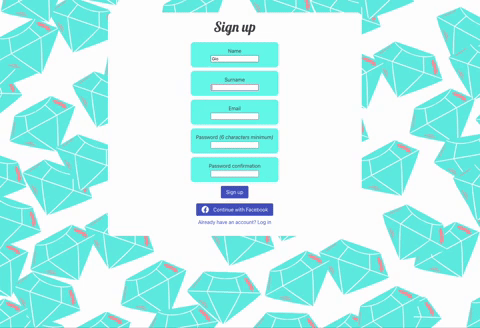 Sign up
Name
Gio
Surname
Email
Password (6 characters minimum)
Password confirmation
Sign up
Continue with Facebook
Already have an account? Log in